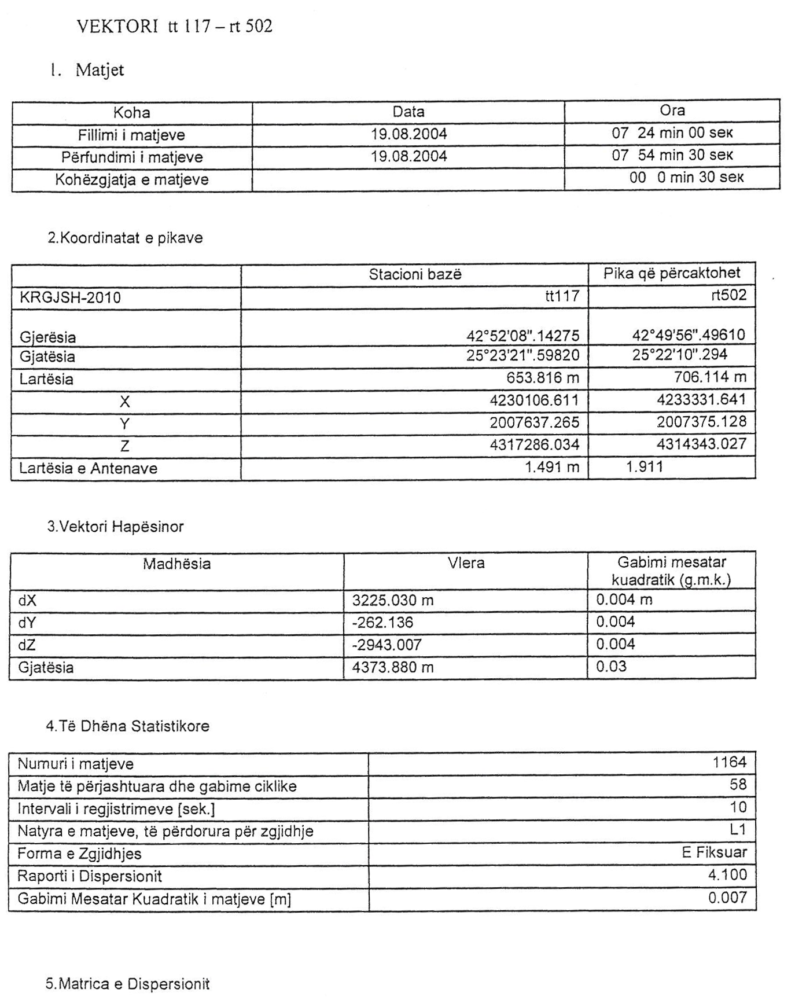 VEKTORI tt 117 – rt 502
1. Matjet
Koha Data Ora
Fillimi i matjeve 19.08.2004 07 24 min 00 seк
Përfundimi i matjeve 19.08.2004 07 54 min 30 seк
Kohëzgjatja e matjeve 00 0 min 30 seк
2.Koordinatat e pikave
Stacioni bazë Pika që përcaktohet
KRGJSH-2010 tt117 rt502
Gjerësia 42°52'08".14275 42°49'56".49610
Gjatësia 25°23'21".59820 25°22'10".294
Lartësia 653.816 m 706.114 m
X 4230106.611 4233331.641
Y 2007637.265 2007375.128
Z 4317286.034 4314343.027
Lartësia e Antenave 1.491 m 1.911
3.Vektori Hapësinor
Madhësia Vlera Gabimi mesatar
kuadratik (g.m.k.)
dX 3225.030 m 0.004 m
dY -262.136 0.004
dZ -2943.007 0.004
Gjatësia 4373.880 m 0.03
4.Të Dhëna Statistikore
Numuri i matjeve 1164
Matje të përjashtuara dhe gabime ciklike 58
Intervali i regjistrimeve [sek.] 10
Natyra e matjeve, të përdorura për zgjidhje L1
Forma e Zgjidhjes E Fiksuar
Raporti i Dispersionit 4.100
Gabimi Mesatar Kuadratik i matjeve [m] 0.007
5.Matrica e Dispersionit